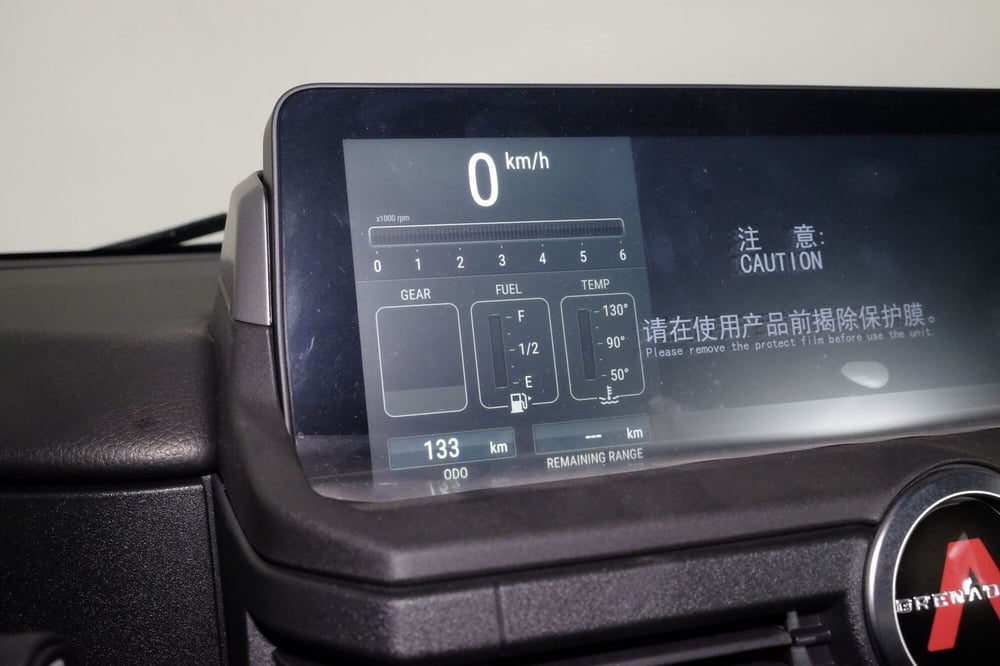 0 km/h
x1000 rpm
0 1 2 3 4 5 6
GEAR FUEL TEMP
F
1/2
E
130°
90°
50°
133 km
ODO
--- km
REMAINING RANGE
注 意:
CAUTION
请在使用产品前揭除保护膜。
Please remove the protect film before use the unit.
GRENAD